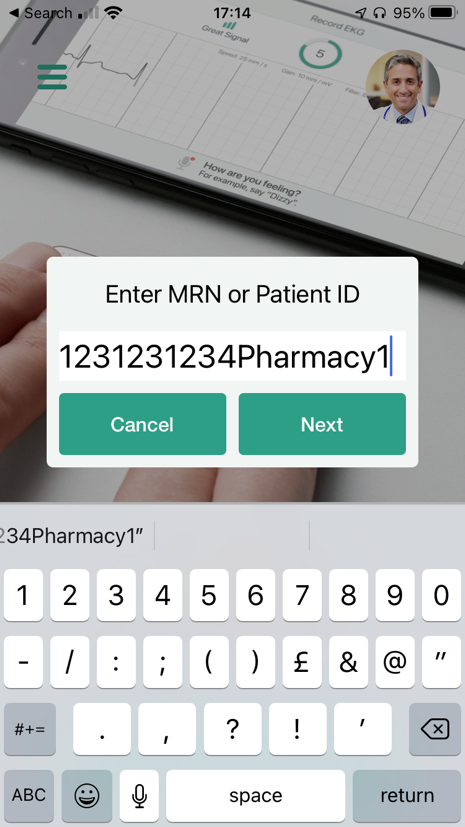 Search 17:14 95%
Record EKG
Great Signal
5
How are you feeling?
For example, say "Dizzy".
Enter MRN or Patient ID
1231231234Pharmacy1
Cancel Next
234Pharmacy1”
1 2 3 4 5 6 7 8 9 0
- / : ; ( ) £ & @ ”
#+= . , ? ! ’
ABC space return